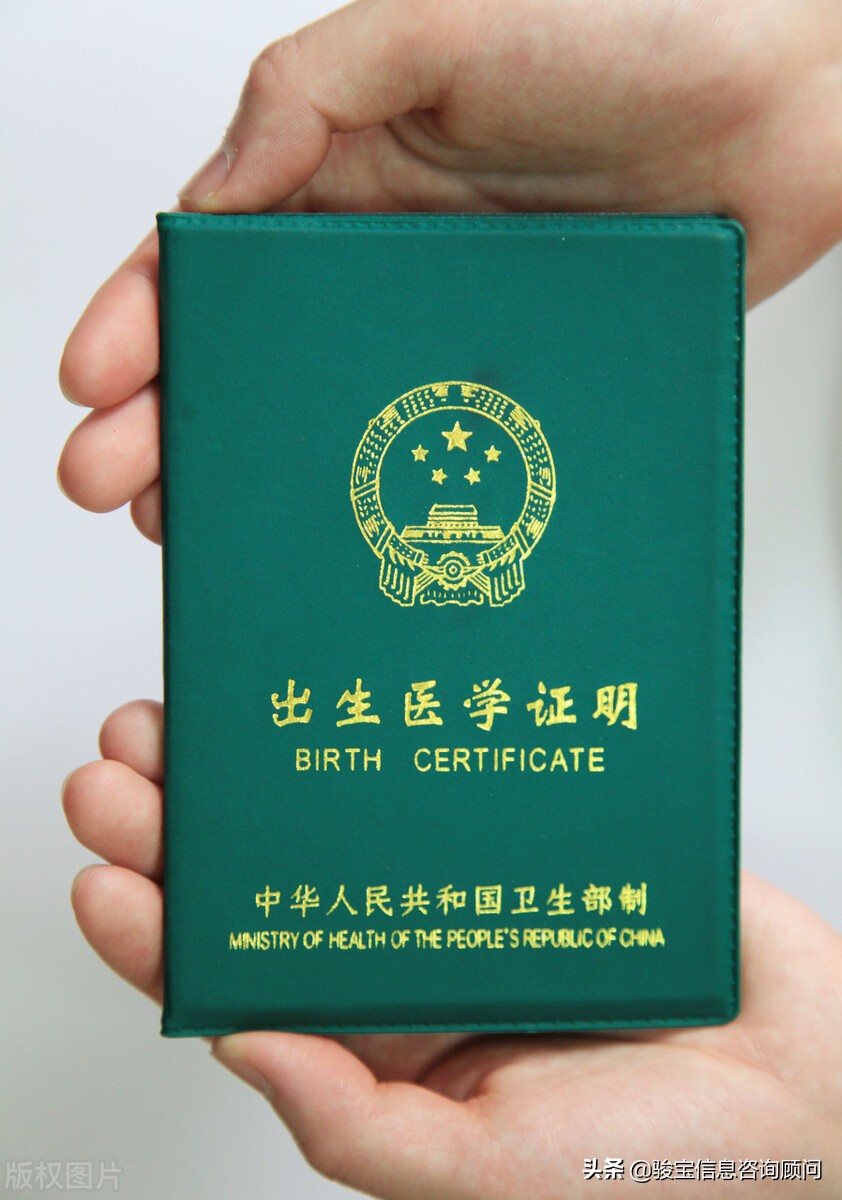 出生医学证明
BIRTH CERTIFICATE
中华人民共和国卫生部制
MINISTRY OF HEALTH OF THE PEOPLE'S REPUBLIC OF CHINA
版权图片
头条 @骏宝信息咨询顾问